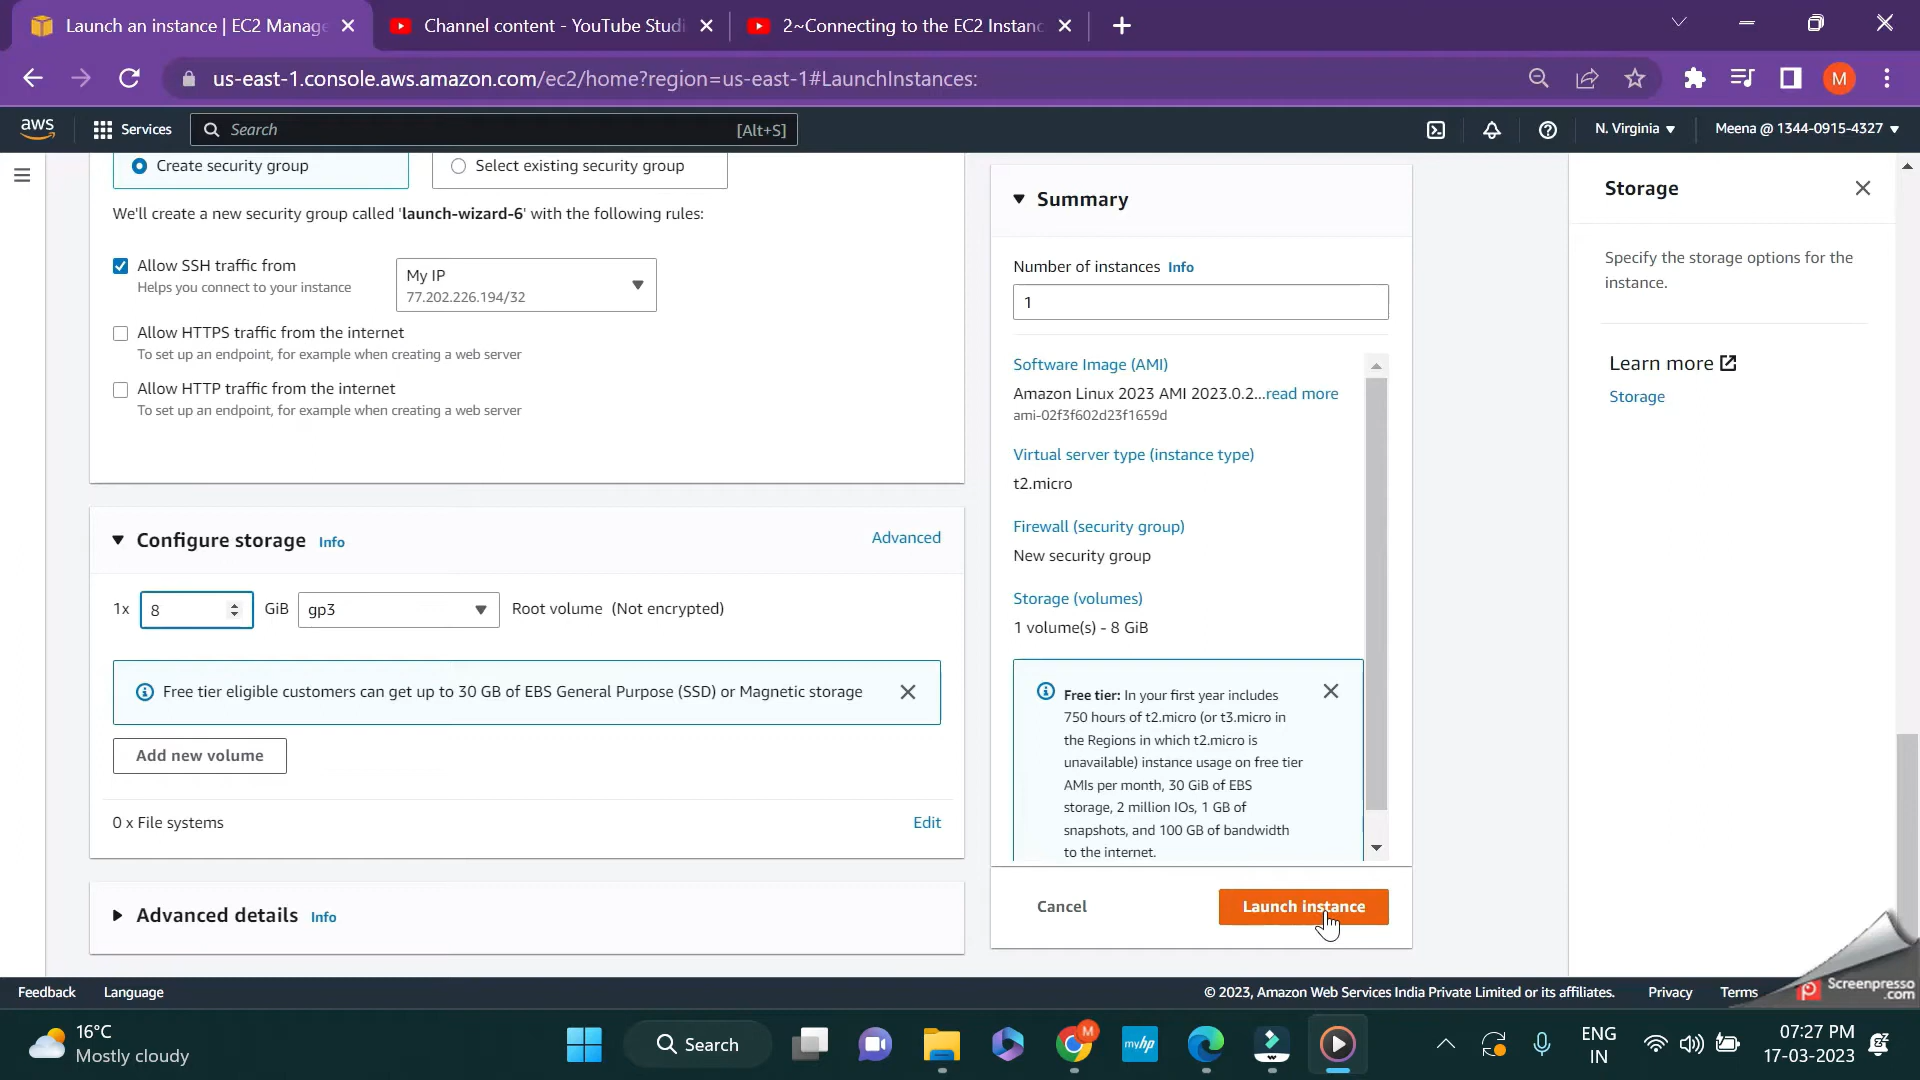 Launch an instance | EC2 Manage
Channel content - YouTube Studi
2~Connecting to the EC2 Instanc
us-east-1.console.aws.amazon.com/ec2/home?region=us-east-1#LaunchInstances:
M
aws
Services
Search
[Alt+S]
N. Virginia
Meena @ 1344-0915-4327
Create security group
Select existing security group
We'll create a new security group called 'launch-wizard-6' with the following rules:
Allow SSH traffic from
Helps you connect to your instance
My IP
77.202.226.194/32
Allow HTTPS traffic from the internet
To set up an endpoint, for example when creating a web server
Allow HTTP traffic from the internet
To set up an endpoint, for example when creating a web server
Configure storage Info
Advanced
1x 8 GiB gp3 Root volume (Not encrypted)
Free tier eligible customers can get up to 30 GB of EBS General Purpose (SSD) or Magnetic storage
Add new volume
0 x File systems
Edit
Advanced details Info
Summary
Number of instances Info
1
Software Image (AMI)
Amazon Linux 2023 AMI 2023.0.2...read more
ami-02f3f602d23f1659d
Virtual server type (instance type)
t2.micro
Firewall (security group)
New security group
Storage (volumes)
1 volume(s) - 8 GiB
Free tier: In your first year includes
750 hours of t2.micro (or t3.micro in
the Regions in which t2.micro is
unavailable) instance usage on free tier
AMIs per month, 30 GiB of EBS
storage, 2 million IOs, 1 GB of
snapshots, and 100 GB of bandwidth
to the internet.
Cancel
Launch instance
Storage
Specify the storage options for the
instance.
Learn more
Storage
Feedback
Language
© 2023, Amazon Web Services India Private Limited or its affiliates.
Privacy
Terms
Screenpresso
.com
16°C
Mostly cloudy
Search
M
myhp
ENG
IN
07:27 PM
17-03-2023